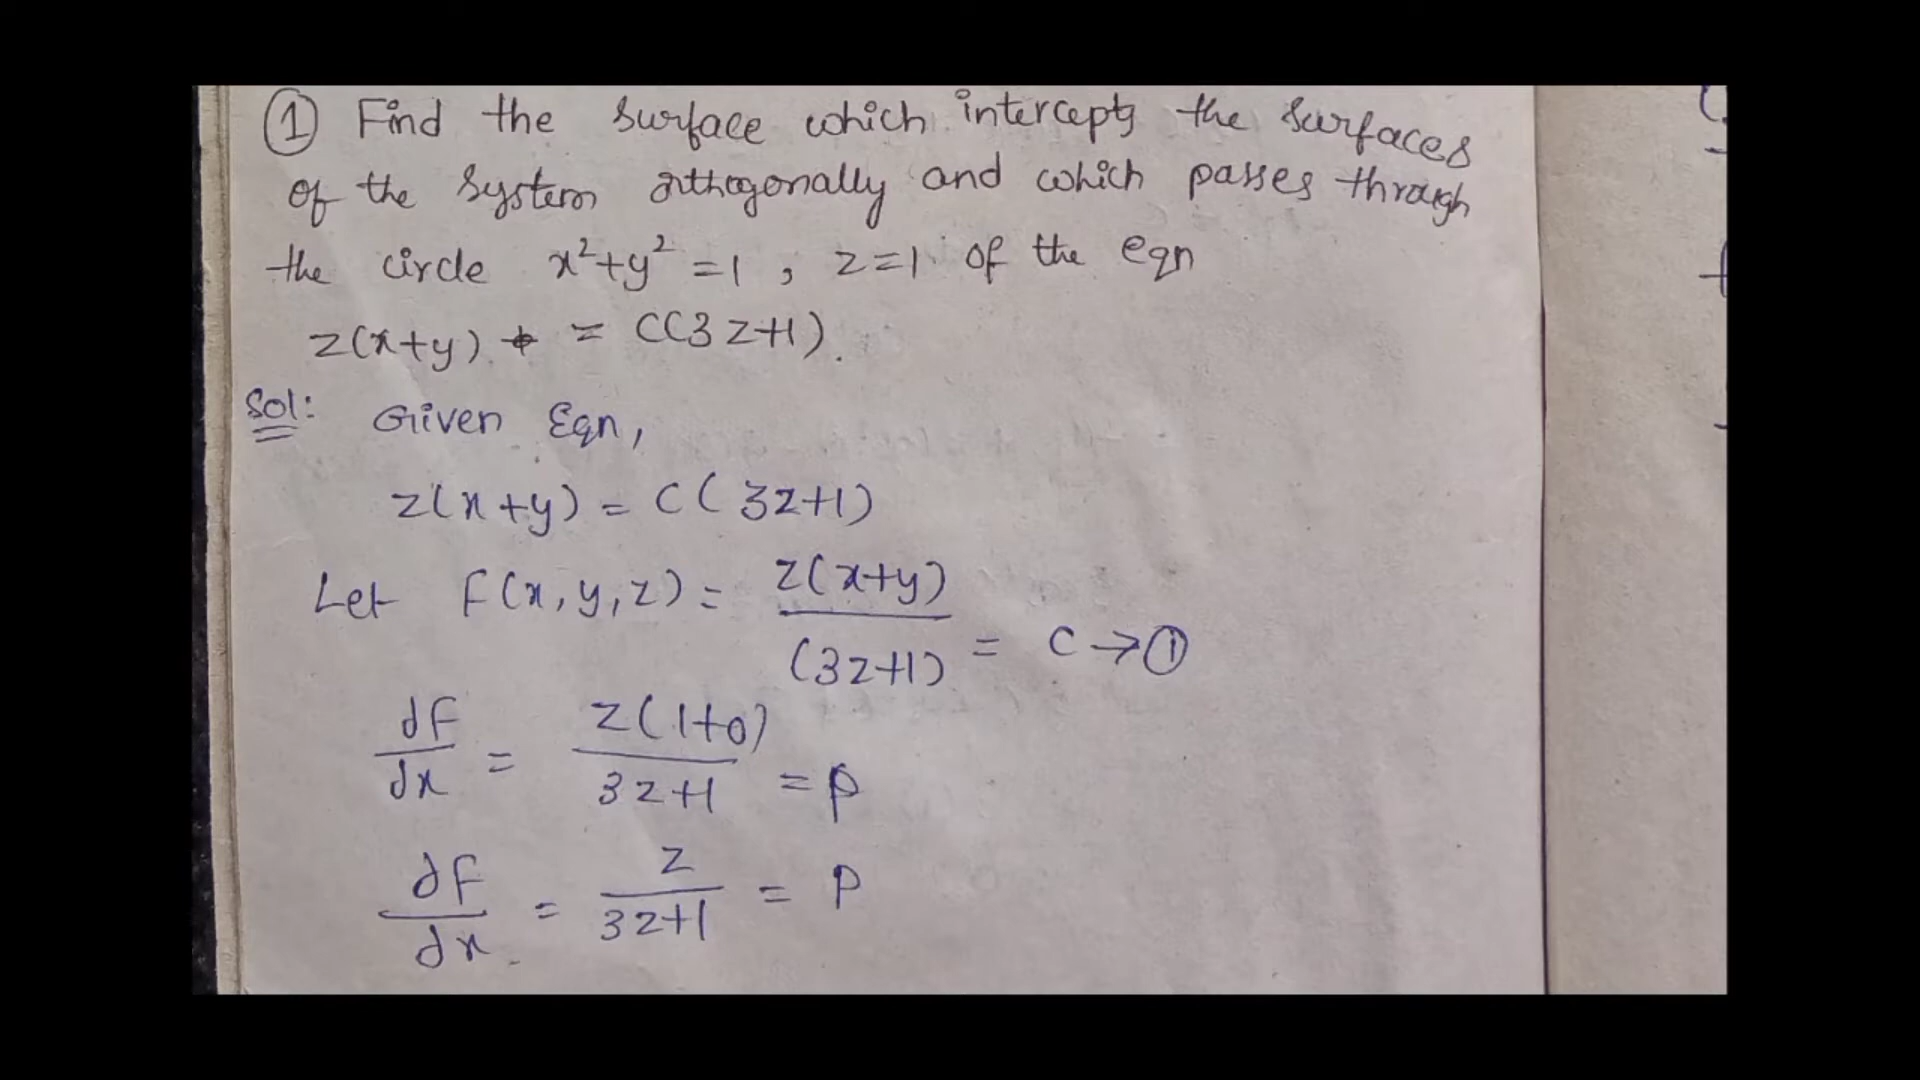 ① Find the surface which intercepts the surfaces
of the system orthogonally and which passes through
the circle x²+y² = 1 , z=1 of the eqn
z(x+y) = C(3z+1).
Sol: Given Eqn,
z(x+y) = C(3z+1)
Let F(x,y,z) = z(x+y) / (3z+1) = C → ①
∂F/∂x = z(1+0) / 3z+1 = P
∂F/∂x = z / 3z+1 = P